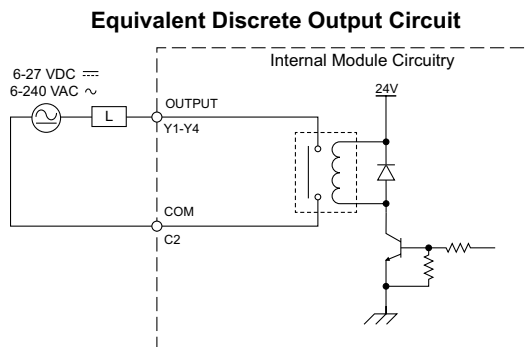 Equivalent Discrete Output Circuit
Internal Module Circuitry
6-27 VDC ⎓
6-240 VAC ∿
24V
L
OUTPUT
Y1-Y4
COM
C2